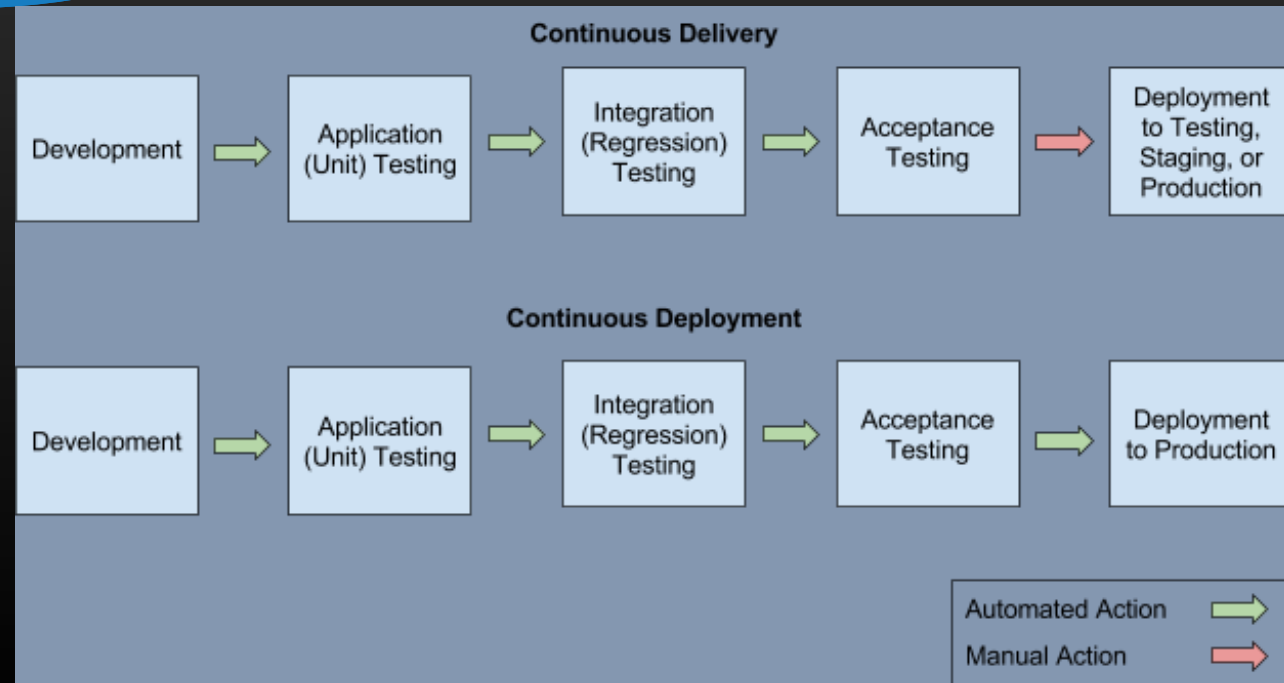 Continuous Delivery
Development
Application
(Unit) Testing
Integration
(Regression)
Testing
Acceptance
Testing
Deployment
to Testing,
Staging, or
Production
Continuous Deployment
Development
Application
(Unit) Testing
Integration
(Regression)
Testing
Acceptance
Testing
Deployment
to Production
Automated Action
Manual Action